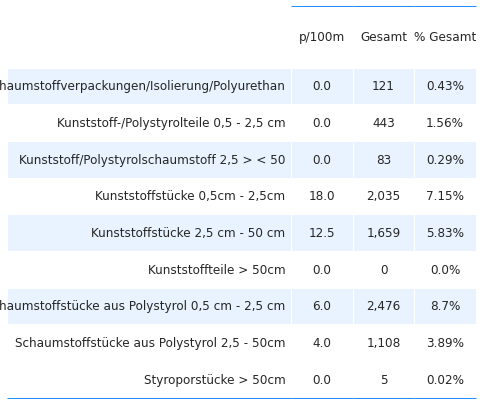 p/100m Gesamt % Gesamt
haumstoffverpackungen/Isolierung/Polyurethan 0.0 121 0.43%
Kunststoff-/Polystyrolteile 0,5 - 2,5 cm 0.0 443 1.56%
Kunststoff/Polystyrolschaumstoff 2,5 > < 50 0.0 83 0.29%
Kunststoffstücke 0,5cm - 2,5cm 18.0 2,035 7.15%
Kunststoffstücke 2,5 cm - 50 cm 12.5 1,659 5.83%
Kunststoffteile > 50cm 0.0 0 0.0%
haumstoffstücke aus Polystyrol 0,5 cm - 2,5 cm 6.0 2,476 8.7%
Schaumstoffstücke aus Polystyrol 2,5 - 50cm 4.0 1,108 3.89%
Styroporstücke > 50cm 0.0 5 0.02%